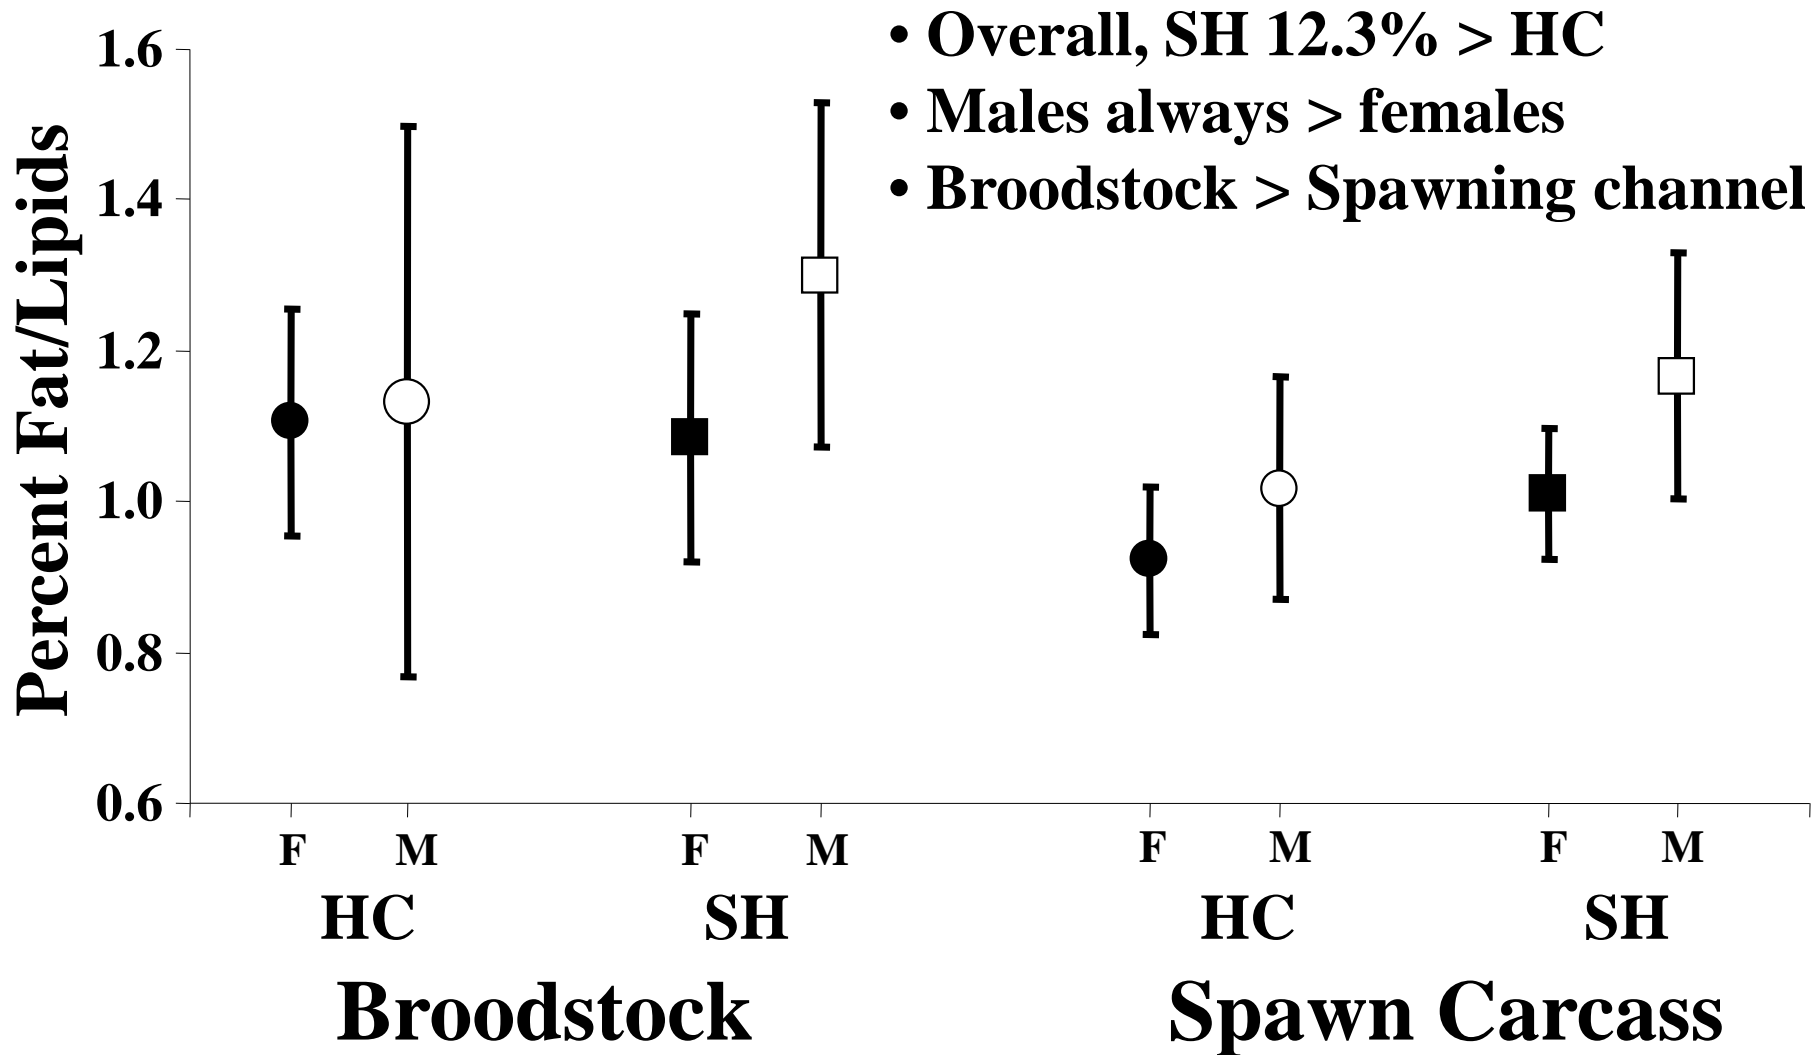 • Overall, SH 12.3% > HC
• Males always > females
• Broodstock > Spawning channel
Percent Fat/Lipids
1.6
1.4
1.2
1.0
0.8
0.6
F M F M F M F M
HC SH HC SH
Broodstock Spawn Carcass